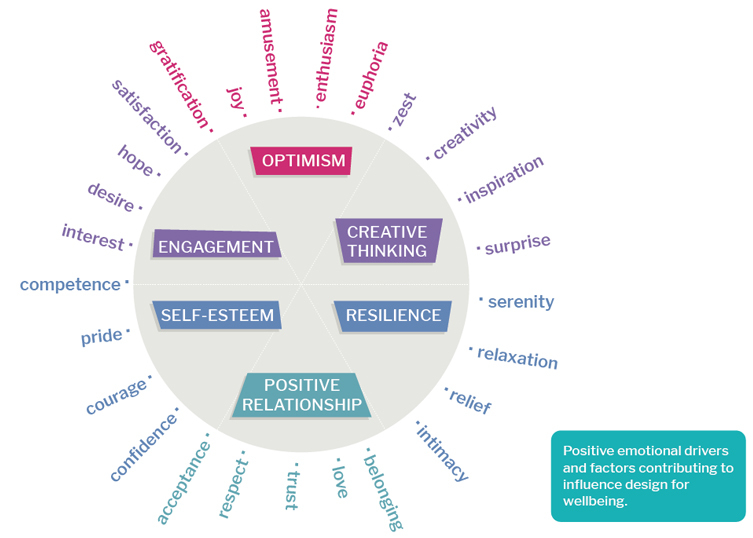 amusement
enthusiasm
euphoria
gratification
joy
zest
satisfaction
creativity
hope
inspiration
desire
surprise
interest
OPTIMISM
ENGAGEMENT
CREATIVE
THINKING
competence
serenity
SELF-ESTEEM
RESILIENCE
pride
relaxation
courage
relief
POSITIVE
RELATIONSHIP
confidence
intimacy
acceptance
respect
trust
love
belonging
Positive emotional drivers
and factors contributing to
influence design for
wellbeing.